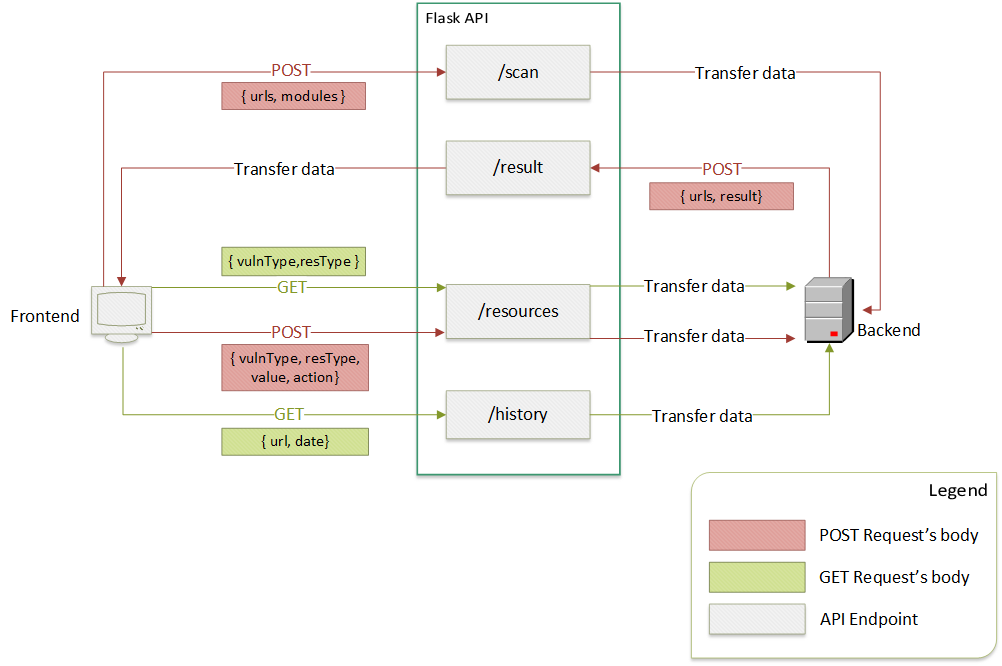 Flask API
POST
/scan
Transfer data
{ urls, modules }
Transfer data
/result
POST
{ urls, result}
{ vulnType,resType }
GET
Transfer data
/resources
Frontend
POST
Transfer data
Backend
{ vulnType, resType,
value, action}
GET
/history
Transfer data
{ url, date}
Legend
POST Request's body
GET Request's body
API Endpoint